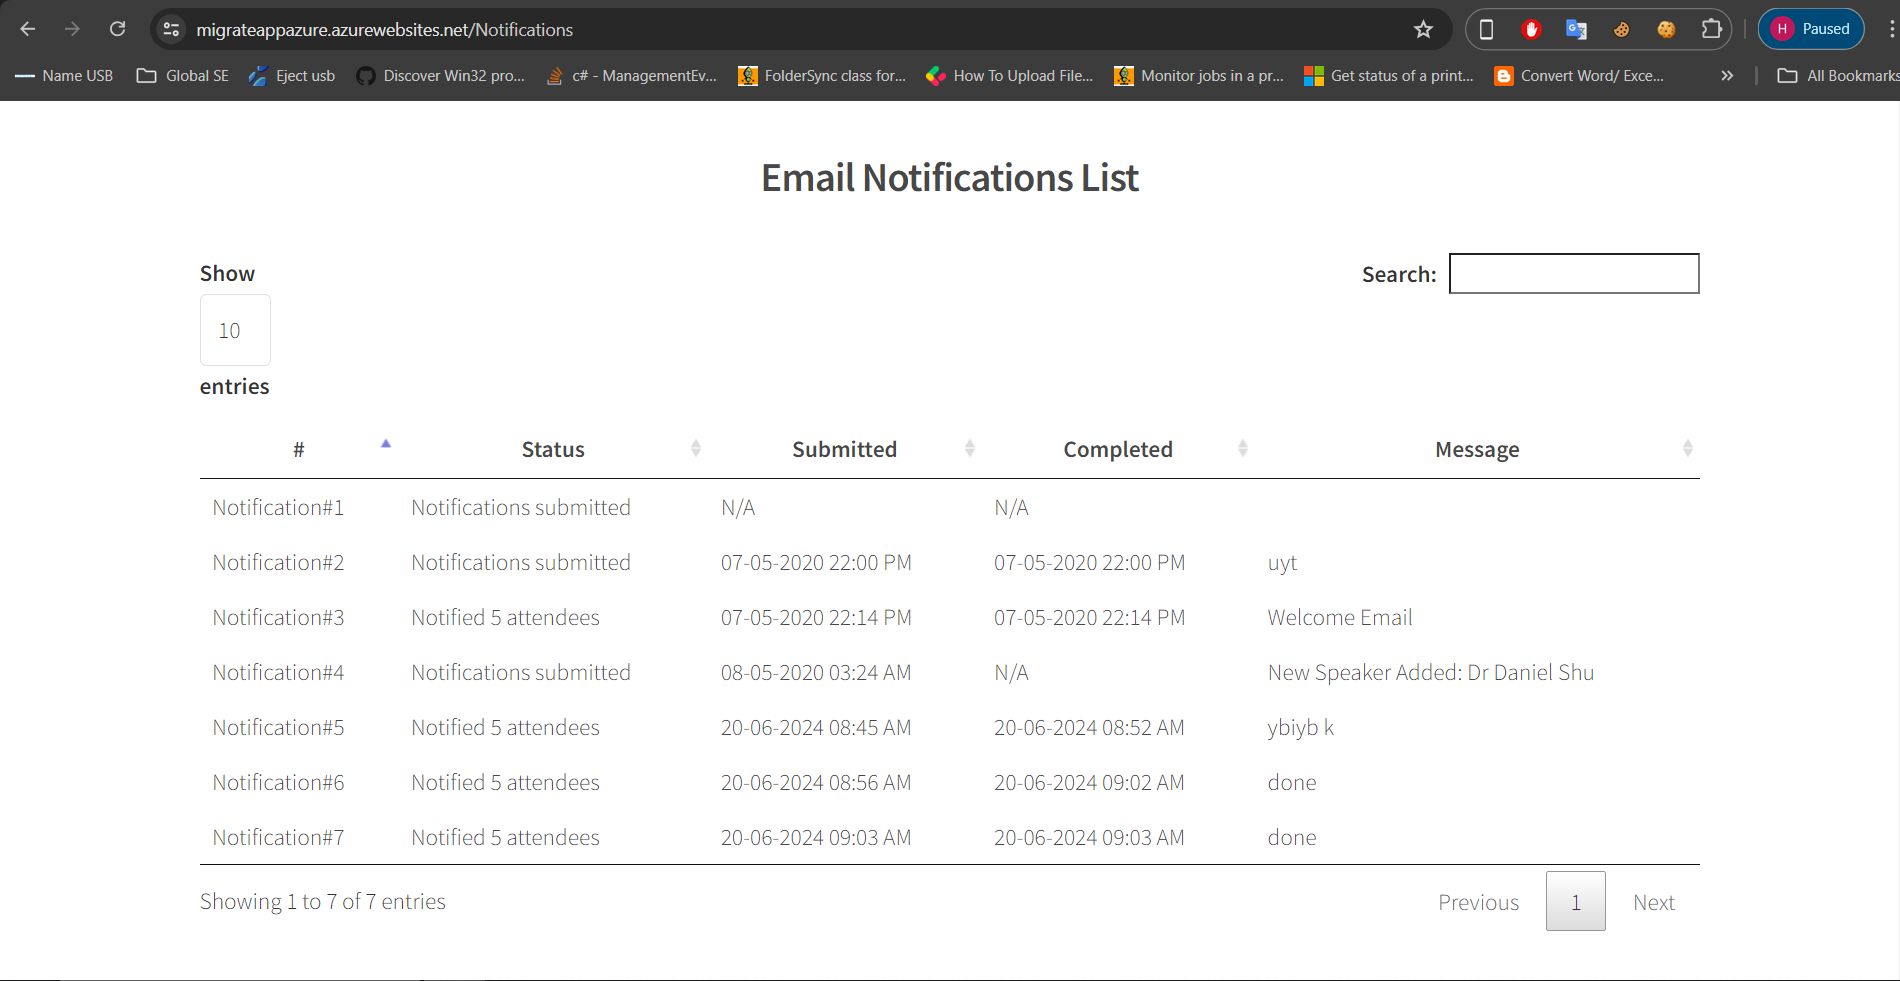 migrateappazure.azurewebsites.net/Notifications
H Paused
Name USB Global SE Eject usb Discover Win32 pro... c# - ManagementEv... FolderSync class for... How To Upload File... Monitor jobs in a pr... Get status of a print... Convert Word/ Exce... » All Bookmarks
Email Notifications List
Show
10
entries
Search:
# Status Submitted Completed Message
Notification#1 Notifications submitted N/A N/A
Notification#2 Notifications submitted 07-05-2020 22:00 PM 07-05-2020 22:00 PM uyt
Notification#3 Notified 5 attendees 07-05-2020 22:14 PM 07-05-2020 22:14 PM Welcome Email
Notification#4 Notifications submitted 08-05-2020 03:24 AM N/A New Speaker Added: Dr Daniel Shu
Notification#5 Notified 5 attendees 20-06-2024 08:45 AM 20-06-2024 08:52 AM ybiyb k
Notification#6 Notified 5 attendees 20-06-2024 08:56 AM 20-06-2024 09:02 AM done
Notification#7 Notified 5 attendees 20-06-2024 09:03 AM 20-06-2024 09:03 AM done
Showing 1 to 7 of 7 entries
Previous 1 Next